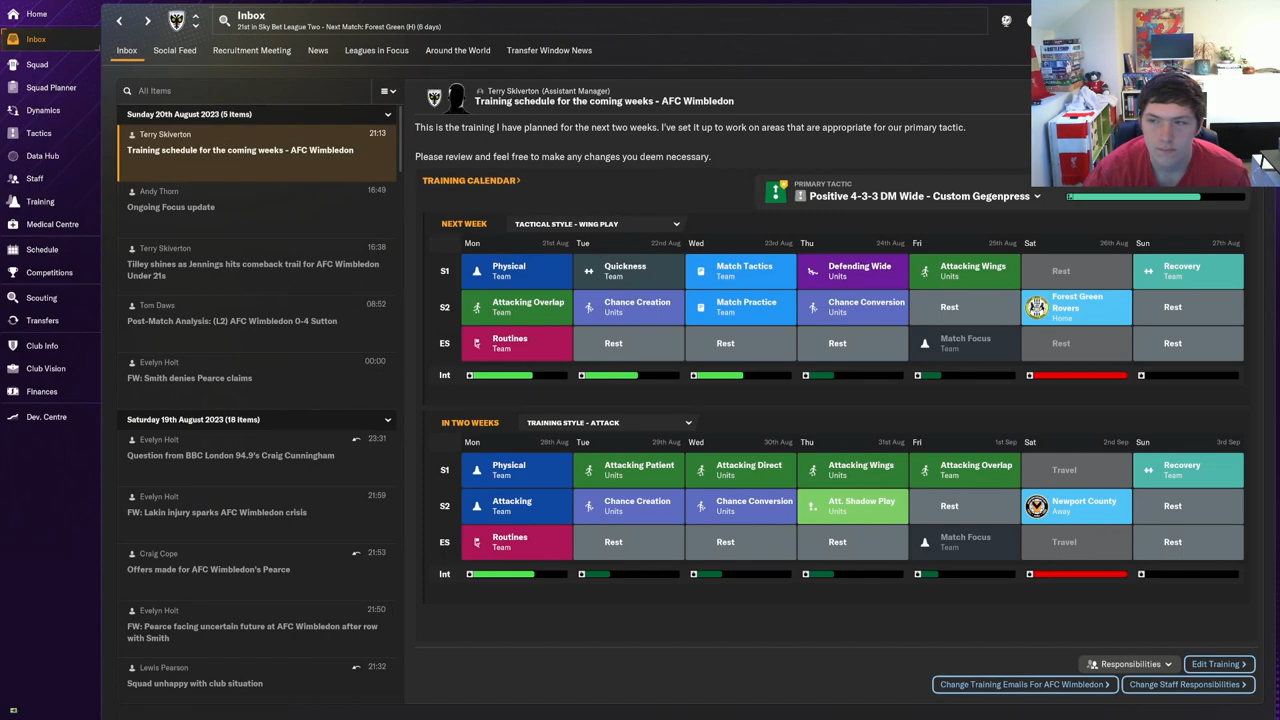 Home
Inbox
Squad
Squad Planner
Dynamics
Tactics
Data Hub
Staff
Training
Medical Centre
Schedule
Competitions
Scouting
Transfers
Club Info
Club Vision
Finances
Dev. Centre
Inbox
21st in Sky Bet League Two - Next Match: Forest Green (H) (6 days)
Inbox Social Feed Recruitment Meeting News Leagues in Focus Around the World Transfer Window News
All Items
Sunday 20th August 2023 (5 items)
Terry Skiverton 21:13
Training schedule for the coming weeks - AFC Wimbledon
Andy Thorn 16:49
Ongoing Focus update
Terry Skiverton 16:38
Tilley shines as Jennings hits comeback trail for AFC Wimbledon
Under 21s
Tom Daws 08:52
Post-Match Analysis: (L2) AFC Wimbledon 0-4 Sutton
Evelyn Holt 00:00
FW: Smith denies Pearce claims
Saturday 19th August 2023 (18 items)
Evelyn Holt 23:31
Question from BBC London 94.9's Craig Cunningham
Evelyn Holt 21:59
FW: Lakin injury sparks AFC Wimbledon crisis
Craig Cope 21:53
Offers made for AFC Wimbledon's Pearce
Evelyn Holt 21:50
FW: Pearce facing uncertain future at AFC Wimbledon after row
with Smith
Lewis Pearson 21:32
Squad unhappy with club situation
Terry Skiverton (Assistant Manager)
Training schedule for the coming weeks - AFC Wimbledon
This is the training I have planned for the next two weeks. I've set it up to work on areas that are appropriate for our primary tactic.
Please review and feel free to make any changes you deem necessary.
TRAINING CALENDAR>
PRIMARY TACTIC
Positive 4-3-3 DM Wide - Custom Gegenpress
NEXT WEEK TACTICAL STYLE - WING PLAY
Mon 21st Aug Tue 22nd Aug Wed 23rd Aug Thu 24th Aug Fri 25th Aug Sat 26th Aug Sun 27th Aug
S1 Physical Quickness Match Tactics Defending Wide Attacking Wings Rest Recovery
Team Team Team Units Units Team
S2 Attacking Overlap Chance Creation Match Practice Chance Conversion Rest Forest Green Rovers Rest
Units Units Team Units Home
ES Routines Rest Rest Rest Match Focus Rest Rest
Team Team
Int
IN TWO WEEKS TRAINING STYLE - ATTACK
Mon 28th Aug Tue 29th Aug Wed 30th Aug Thu 31st Aug Fri 1st Sep Sat 2nd Sep Sun 3rd Sep
S1 Physical Attacking Patient Attacking Direct Attacking Wings Attacking Overlap Travel Recovery
Team Units Units Units Units Team
S2 Attacking Chance Creation Chance Conversion Att. Shadow Play Rest Newport County Rest
Team Units Units Units Away
ES Routines Rest Rest Rest Match Focus Travel Rest
Team Team
Int
Responsibilities Edit Training >
Change Training Emails For AFC Wimbledon > Change Staff Responsibilities >